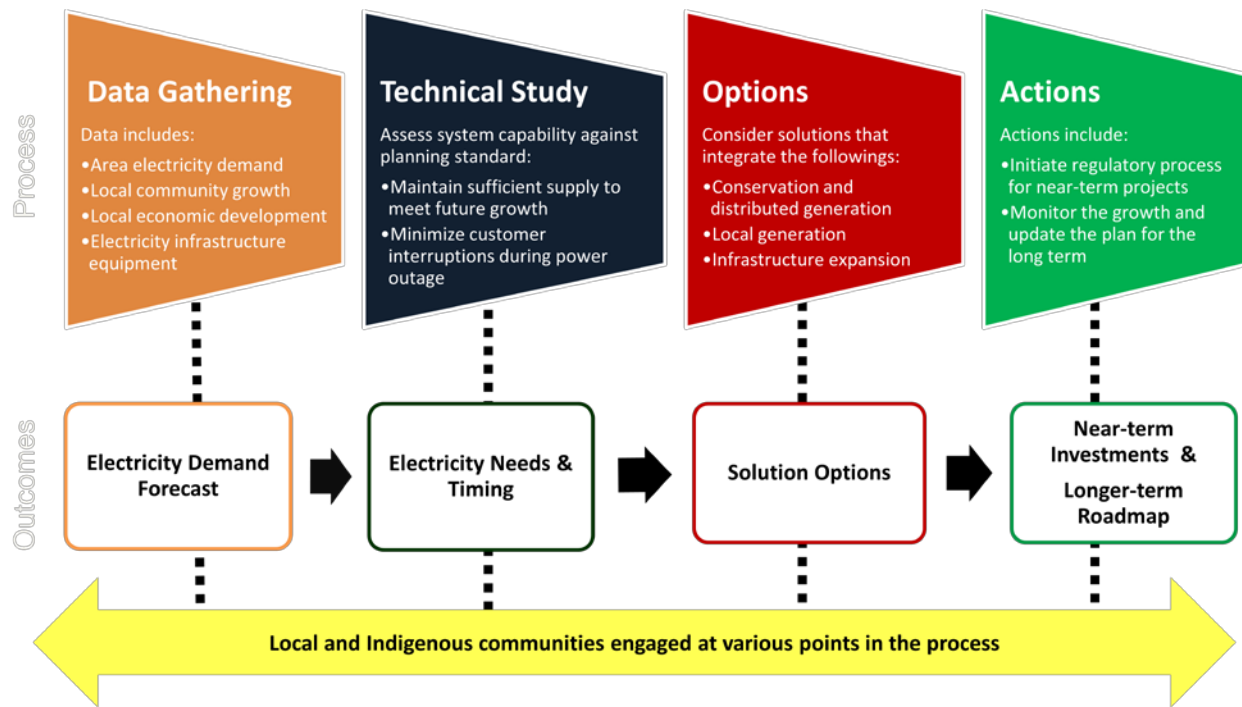 Process
Data Gathering
Data includes:
•Area electricity demand
•Local community growth
•Local economic development
•Electricity infrastructure
equipment
Technical Study
Assess system capability against
planning standard:
•Maintain sufficient supply to
meet future growth
•Minimize customer
interruptions during power
outage
Options
Consider solutions that
integrate the followings:
•Conservation and
distributed generation
•Local generation
•Infrastructure expansion
Actions
Actions include:
•Initiate regulatory process
for near-term projects
•Monitor the growth and
update the plan for the
long term
Outcomes
Electricity Demand
Forecast
Electricity Needs &
Timing
Solution Options
Near-term
Investments &
Longer-term
Roadmap
Local and Indigenous communities engaged at various points in the process